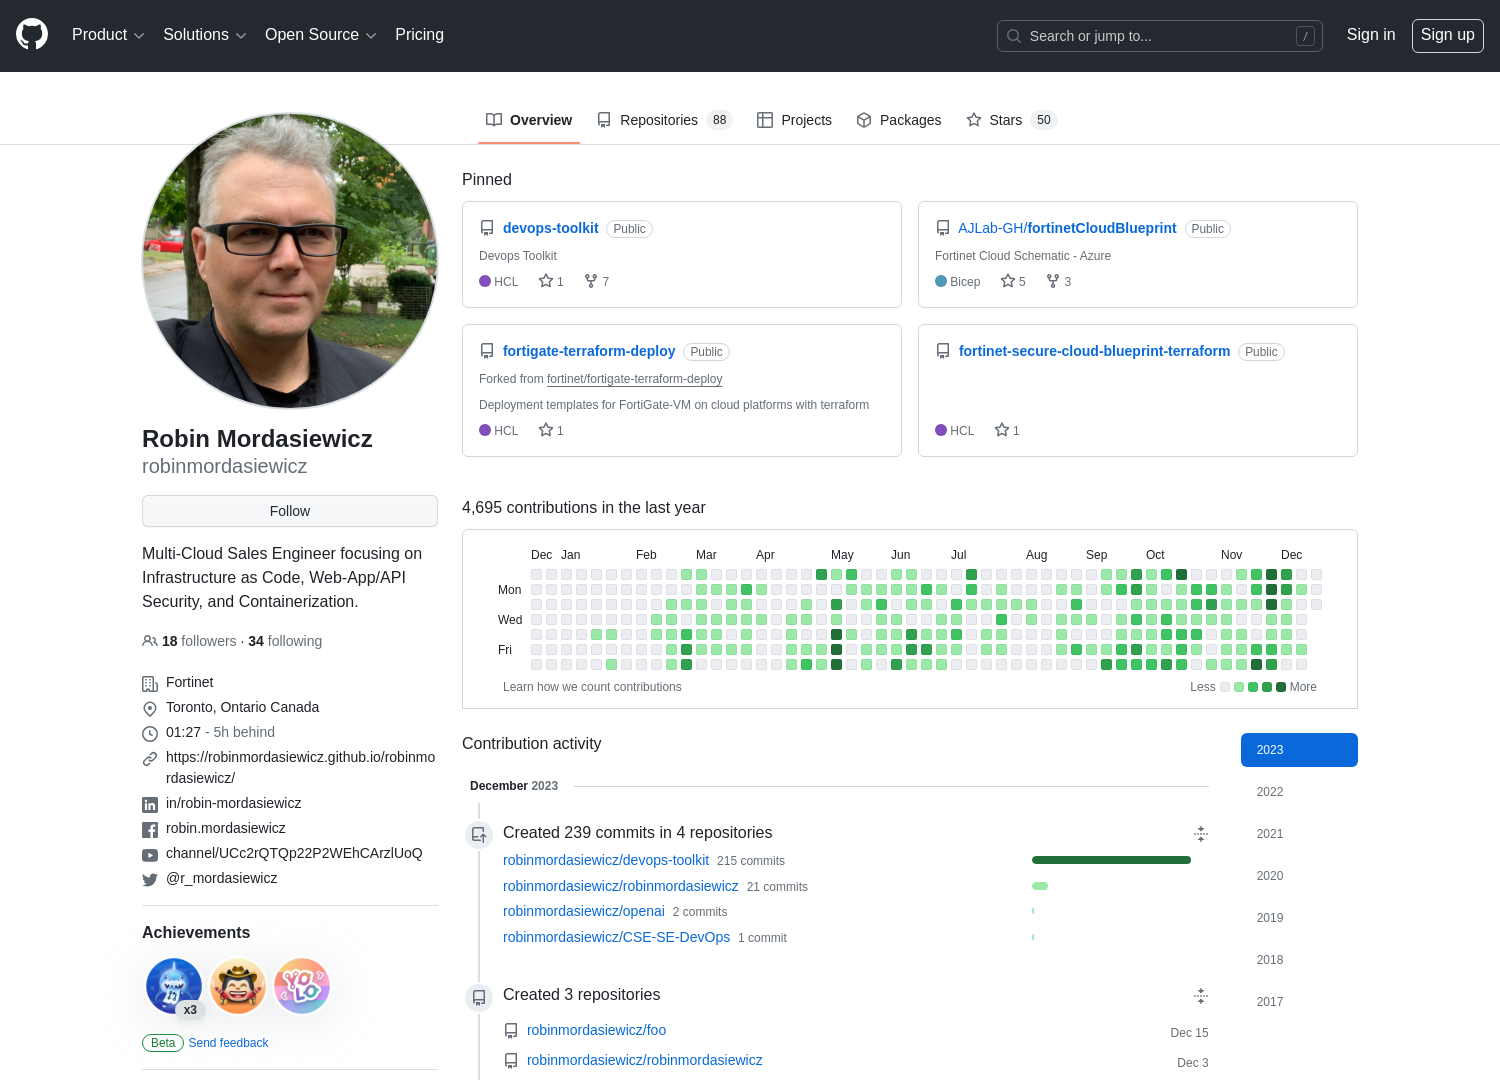 Product Solutions Open Source Pricing Search or jump to... / Sign in Sign up
Overview Repositories 88 Projects Packages Stars 50
Robin Mordasiewicz
robinmordasiewicz
Follow
Multi-Cloud Sales Engineer focusing on
Infrastructure as Code, Web-App/API
Security, and Containerization.
18 followers · 34 following
Fortinet
Toronto, Ontario Canada
01:27 - 5h behind
https://robinmordasiewicz.github.io/robinmo
rdasiewicz/
in/robin-mordasiewicz
robin.mordasiewicz
channel/UCc2rQTQp22P2WEhCArzlUoQ
@r_mordasiewicz
Achievements
x3
YOLO
Beta Send feedback
Pinned
devops-toolkit Public
Devops Toolkit
HCL 1 7
AJLab-GH/fortinetCloudBlueprint Public
Fortinet Cloud Schematic - Azure
Bicep 5 3
fortigate-terraform-deploy Public
Forked from fortinet/fortigate-terraform-deploy
Deployment templates for FortiGate-VM on cloud platforms with terraform
HCL 1
fortinet-secure-cloud-blueprint-terraform Public
HCL 1
4,695 contributions in the last year
Dec Jan Feb Mar Apr May Jun Jul Aug Sep Oct Nov Dec
Mon
Wed
Fri
Learn how we count contributions Less More
Contribution activity
December 2023
Created 239 commits in 4 repositories
robinmordasiewicz/devops-toolkit 215 commits
robinmordasiewicz/robinmordasiewicz 21 commits
robinmordasiewicz/openai 2 commits
robinmordasiewicz/CSE-SE-DevOps 1 commit
Created 3 repositories
robinmordasiewicz/foo Dec 15
robinmordasiewicz/robinmordasiewicz Dec 3
2023
2022
2021
2020
2019
2018
2017